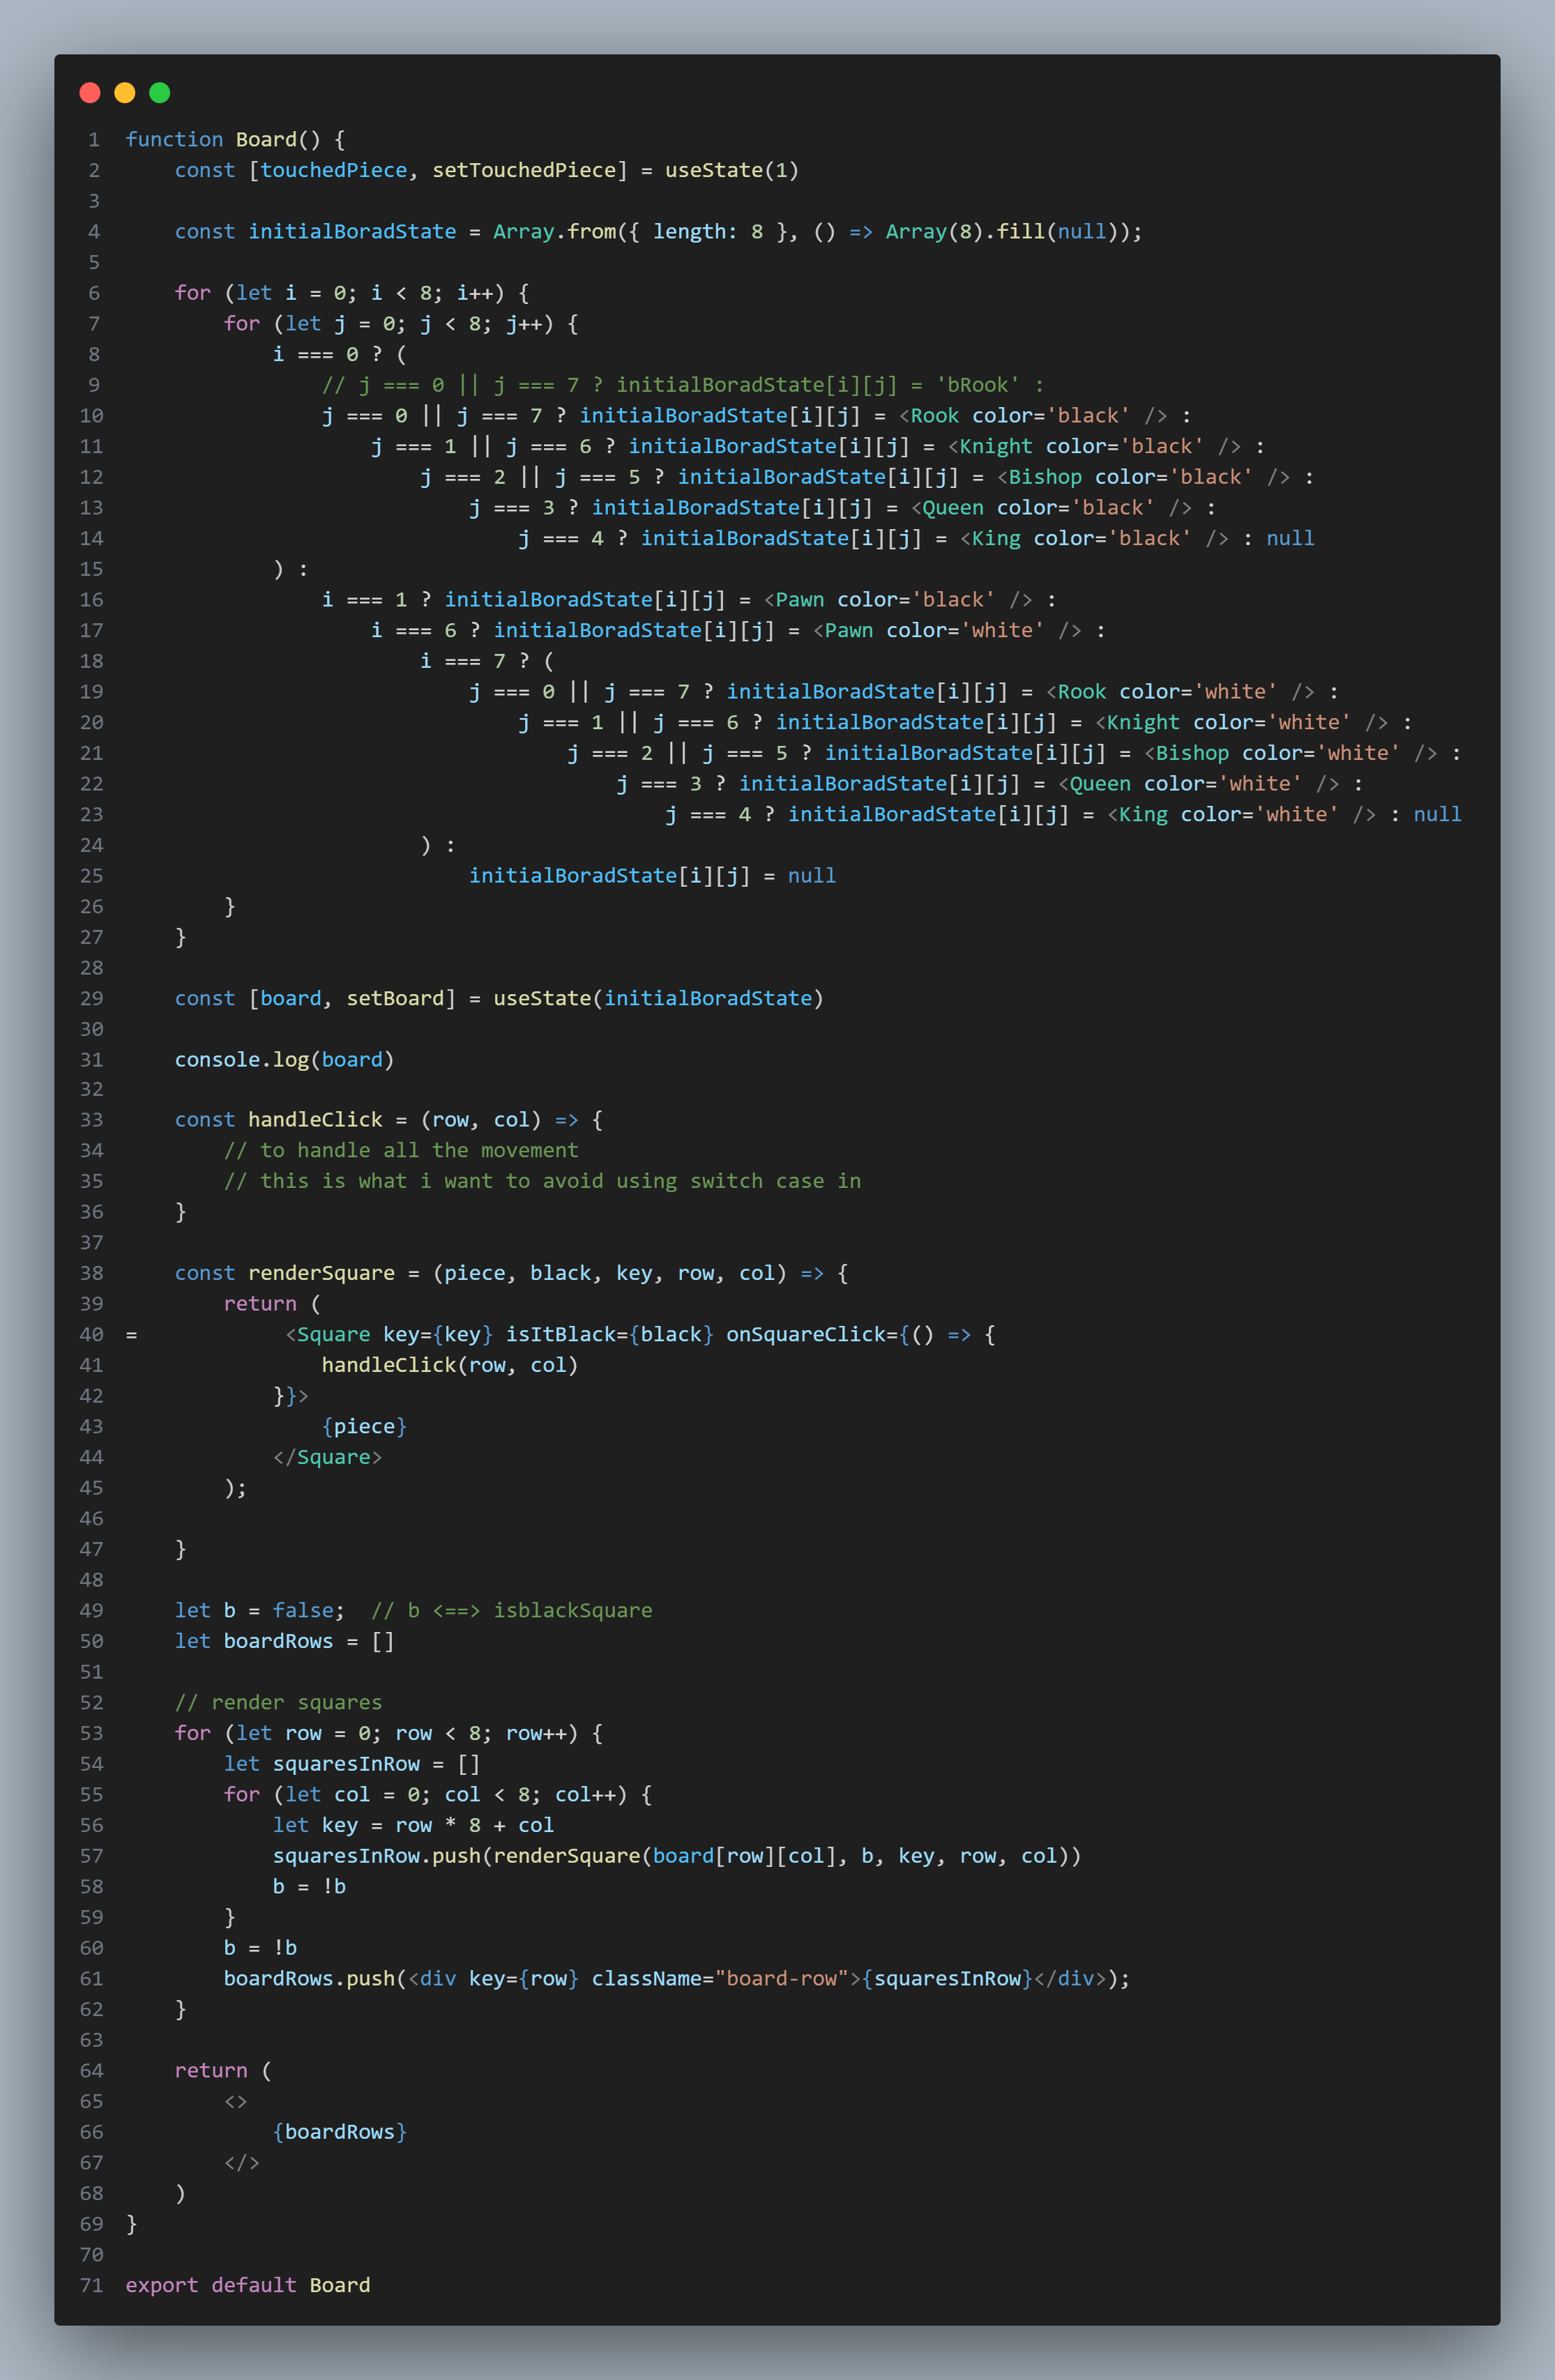 1 function Board() {
2     const [touchedPiece, setTouchedPiece] = useState(1)
3
4     const initialBoradState = Array.from({ length: 8 }, () => Array(8).fill(null));
5
6     for (let i = 0; i < 8; i++) {
7         for (let j = 0; j < 8; j++) {
8             i === 0 ? (
9                 // j === 0 || j === 7 ? initialBoradState[i][j] = 'bRook' :
10                 j === 0 || j === 7 ? initialBoradState[i][j] = <Rook color='black' /> :
11                     j === 1 || j === 6 ? initialBoradState[i][j] = <Knight color='black' /> :
12                         j === 2 || j === 5 ? initialBoradState[i][j] = <Bishop color='black' /> :
13                             j === 3 ? initialBoradState[i][j] = <Queen color='black' /> :
14                                 j === 4 ? initialBoradState[i][j] = <King color='black' /> : null
15             ) :
16                 i === 1 ? initialBoradState[i][j] = <Pawn color='black' /> :
17                     i === 6 ? initialBoradState[i][j] = <Pawn color='white' /> :
18                         i === 7 ? (
19                             j === 0 || j === 7 ? initialBoradState[i][j] = <Rook color='white' /> :
20                                 j === 1 || j === 6 ? initialBoradState[i][j] = <Knight color='white' /> :
21                                     j === 2 || j === 5 ? initialBoradState[i][j] = <Bishop color='white' /> :
22                                         j === 3 ? initialBoradState[i][j] = <Queen color='white' /> :
23                                             j === 4 ? initialBoradState[i][j] = <King color='white' /> : null
24                         ) :
25                             initialBoradState[i][j] = null
26         }
27     }
28
29     const [board, setBoard] = useState(initialBoradState)
30
31     console.log(board)
32
33     const handleClick = (row, col) => {
34         // to handle all the movement
35         // this is what i want to avoid using switch case in
36     }
37
38     const renderSquare = (piece, black, key, row, col) => {
39         return (
40 =            <Square key={key} isItBlack={black} onSquareClick={() => {
41                 handleClick(row, col)
42             }}>
43                 {piece}
44             </Square>
45         );
46
47     }
48
49     let b = false;  // b <==> isblackSquare
50     let boardRows = []
51
52     // render squares
53     for (let row = 0; row < 8; row++) {
54         let squaresInRow = []
55         for (let col = 0; col < 8; col++) {
56             let key = row * 8 + col
57             squaresInRow.push(renderSquare(board[row][col], b, key, row, col))
58             b = !b
59         }
60         b = !b
61         boardRows.push(<div key={row} className="board-row">{squaresInRow}</div>);
62     }
63
64     return (
65         <>
66             {boardRows}
67         </>
68     )
69 }
70
71 export default Board